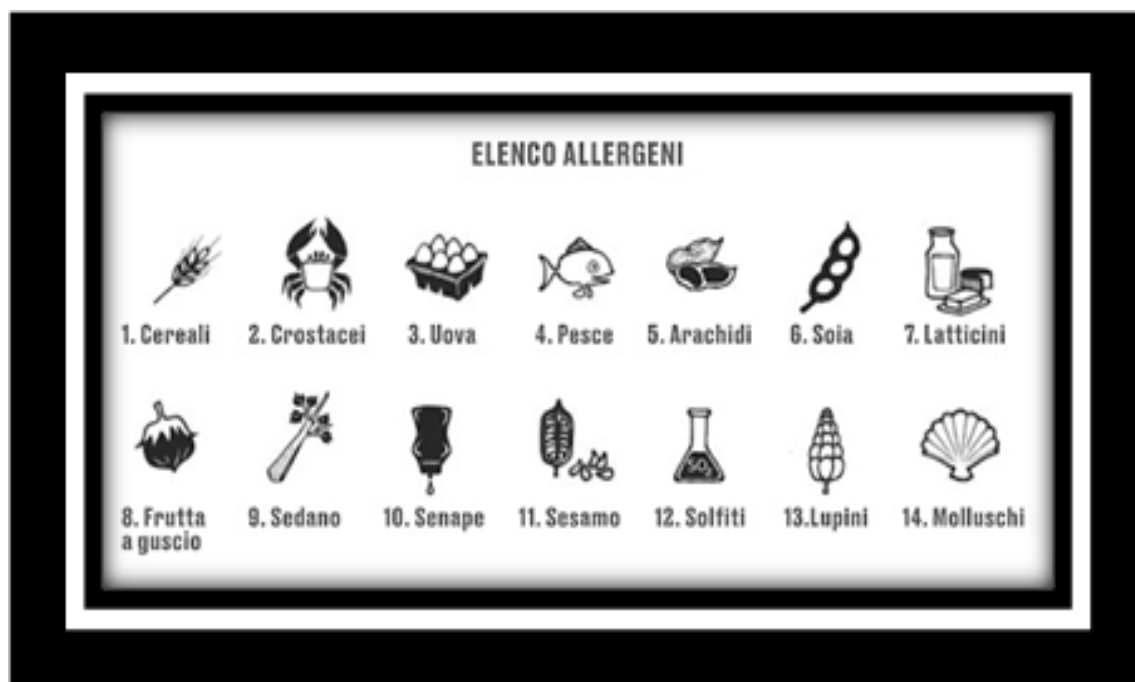 ELENCO ALLERGENI
1. Cereali
2. Crostacei
3. Uova
4. Pesce
5. Arachidi
6. Soia
7. Latticini
8. Frutta
a guscio
9. Sedano
10. Senape
11. Sesamo
12. Solfiti
SO₂
13.Lupini
14. Molluschi